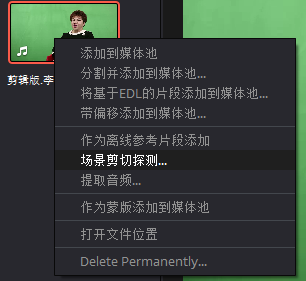 添加到媒体池
分割并添加到媒体池...
将基于EDL的片段添加到媒体池...
带偏移添加到媒体池...
剪辑版.李
作为离线参考片段添加
场景剪切探测...
提取音频...
作为蒙版添加到媒体池
打开文件位置
Delete Permanently...